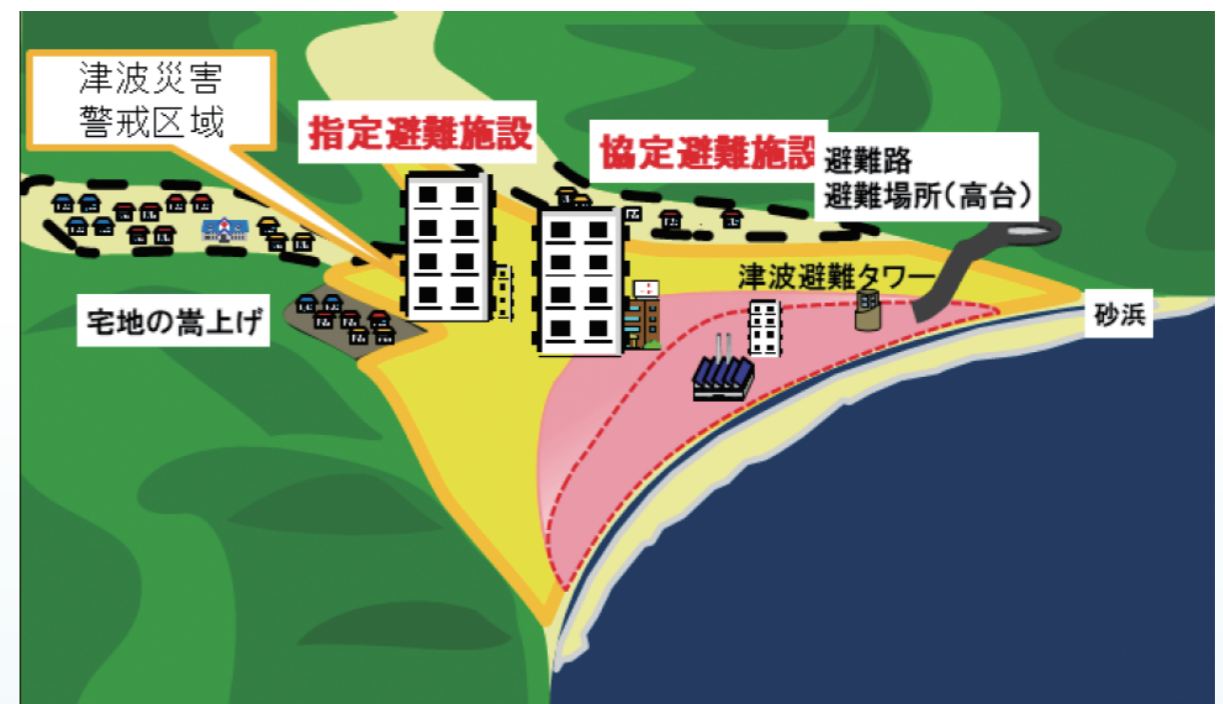 津波災害
警戒区域
指定避難施設
協定避難施設
避難路
避難場所(高台)
津波避難タワー
宅地の嵩上げ
砂浜